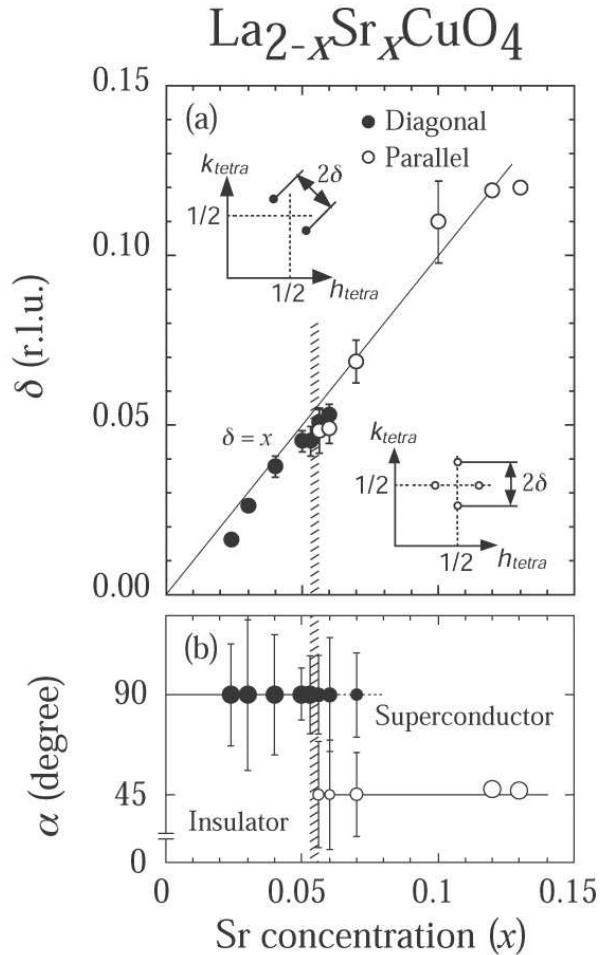 La2-xSrxCuO4
0.15
(a)
● Diagonal
○ Parallel
ktetra
2δ
1/2
1/2
htetra
0.10
δ (r.l.u.)
0.05
δ = x
ktetra
1/2
2δ
1/2
htetra
0.00
(b)
90
Superconductor
α (degree)
45
Insulator
0
0
0.05
0.10
0.15
Sr concentration (x)